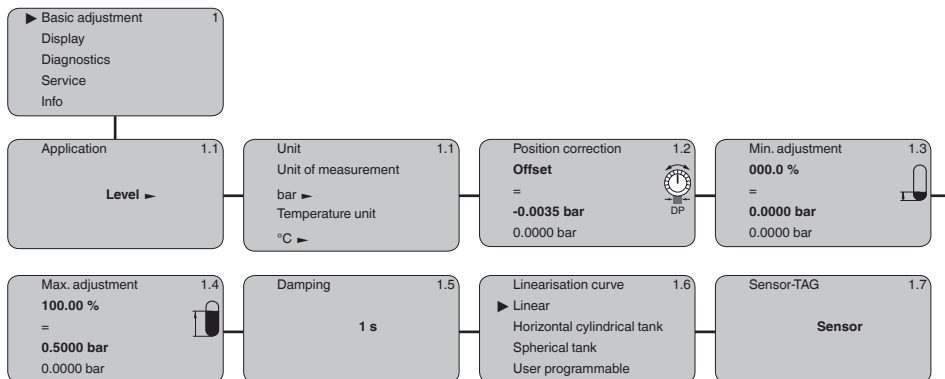 ▶ Basic adjustment 1
Display
Diagnostics
Service
Info
Application 1.1
Level ►
Unit 1.1
Unit of measurement
bar ►
Temperature unit
°C ►
Position correction 1.2
Offset
=
-0.0035 bar
0.0000 bar
DP
Min. adjustment 1.3
000.0 %
=
0.0000 bar
0.0000 bar
Max. adjustment 1.4
100.00 %
=
0.5000 bar
0.0000 bar
Damping 1.5
1 s
Linearisation curve 1.6
▶ Linear
Horizontal cylindrical tank
Spherical tank
User programmable
Sensor-TAG 1.7
Sensor